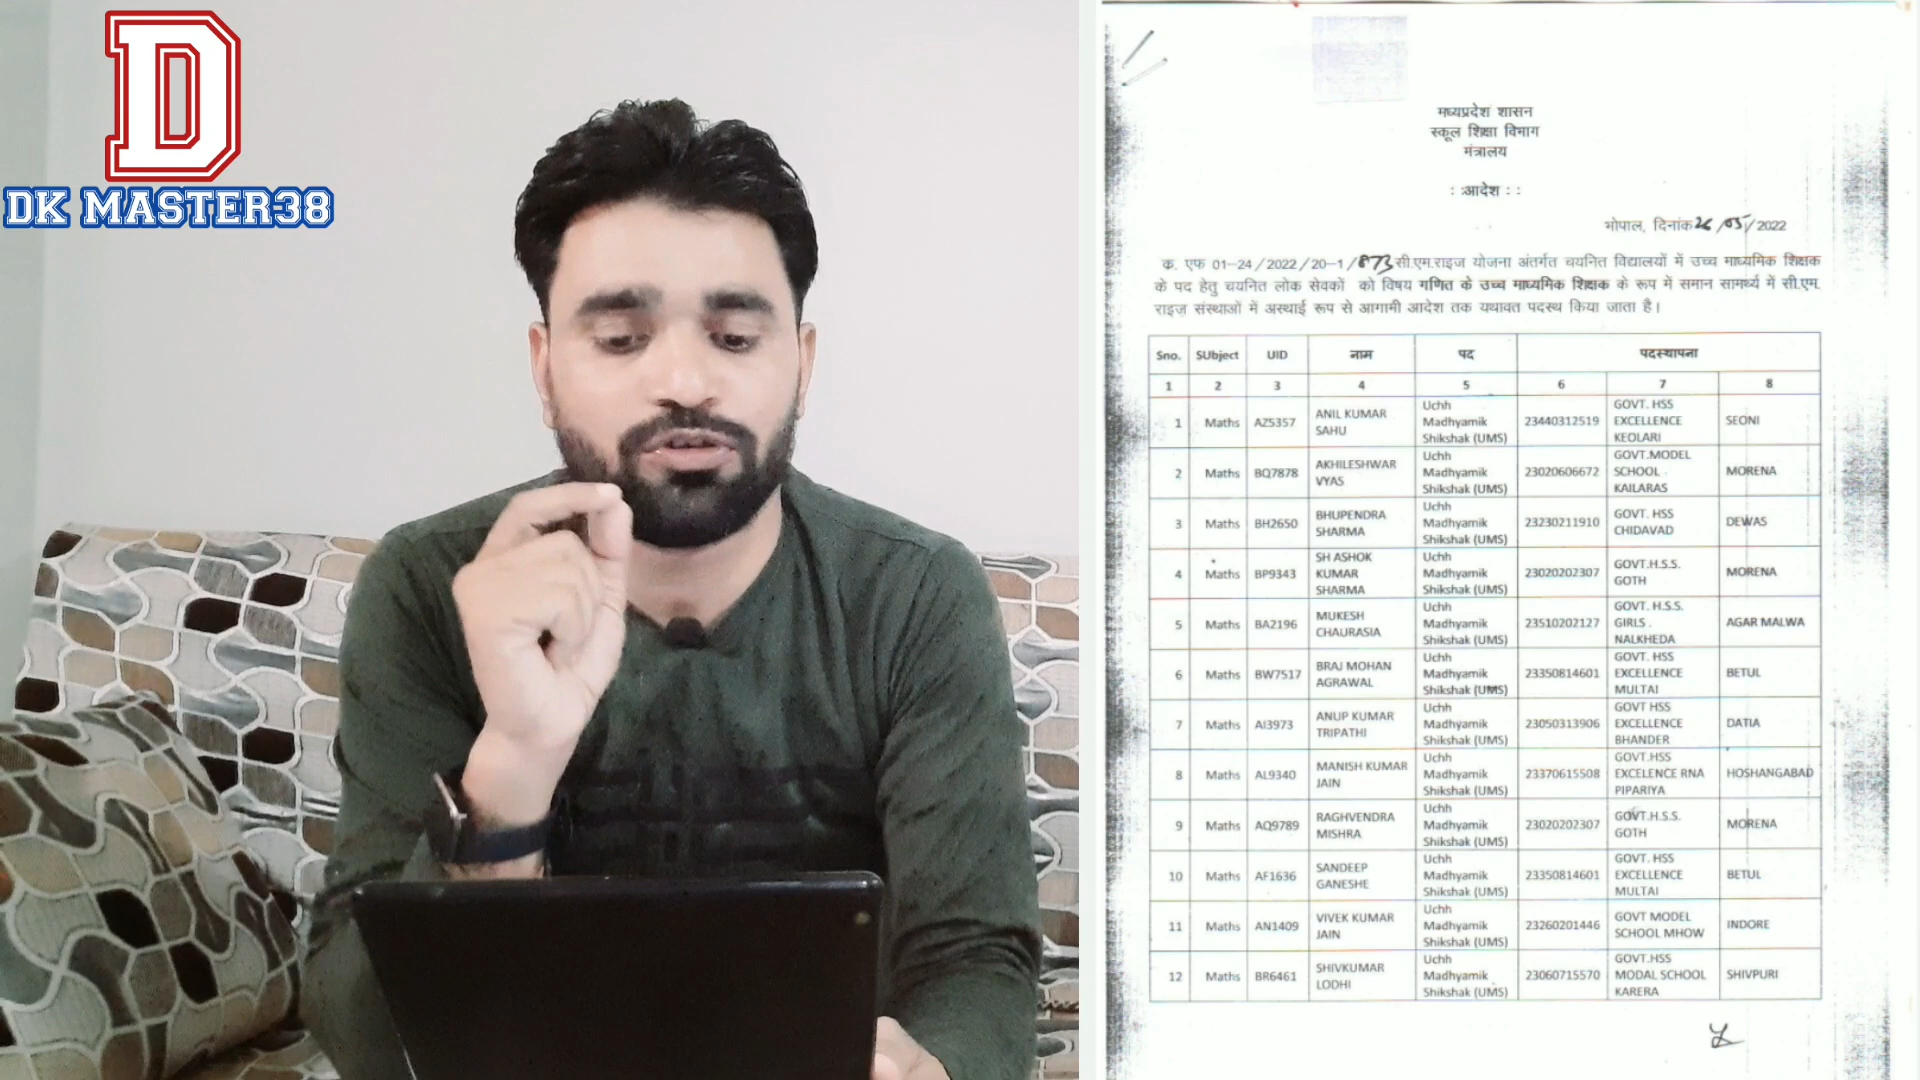 D
DK MASTER38
मध्यप्रदेश शासन
स्कूल शिक्षा विभाग
मंत्रालय
: :आदेश : :
भोपाल, दिनांक 26/05/2022
क्र. एफ 01-24/2022/20-1/873 सी.एम.राइज योजना अंतर्गत चयनित विद्यालयों में उच्च माध्यमिक शिक्षक
के पद हेतु चयनित लोक सेवकों को विषय गणित के उच्च माध्यमिक शिक्षक के रूप में समान सामर्थ्य में सी.एम.
राइज संस्थाओं में अस्थाई रूप से आगामी आदेश तक यथावत पदस्थ किया जाता है।
Sno. SUbject UID नाम पद पदस्थापना
1 2 3 4 5 6 7 8
1 Maths AZ5357 ANIL KUMAR SAHU Uchh Madhyamik Shikshak (UMS) 23440312519 GOVT. HSS EXCELLENCE KEOLARI SEONI
2 Maths BQ7878 AKHILESHWAR VYAS Uchh Madhyamik Shikshak (UMS) 23020606672 GOVT.MODEL SCHOOL KAILARAS MORENA
3 Maths BH2650 BHUPENDRA SHARMA Uchh Madhyamik Shikshak (UMS) 23230211910 GOVT. HSS CHIDAVAD DEWAS
4 Maths BP9343 SH ASHOK KUMAR SHARMA Uchh Madhyamik Shikshak (UMS) 23020202307 GOVT.H.S.S. GOTH MORENA
5 Maths BA2196 MUKESH CHAURASIA Uchh Madhyamik Shikshak (UMS) 23510202127 GOVT. H.S.S. GIRLS . NALKHEDA AGAR MALWA
6 Maths BW7517 BRAJ MOHAN AGRAWAL Uchh Madhyamik Shikshak (UMS) 23350814601 GOVT. HSS EXCELLENCE MULTAI BETUL
7 Maths AI3973 ANUP KUMAR TRIPATHI Uchh Madhyamik Shikshak (UMS) 23050313906 GOVT HSS EXCELLENCE BHANDER DATIA
8 Maths AL9340 MANISH KUMAR JAIN Uchh Madhyamik Shikshak (UMS) 23370615508 GOVT.HSS EXCELENCE RNA PIPARIYA HOSHANGABAD
9 Maths AQ9789 RAGHVENDRA MISHRA Uchh Madhyamik Shikshak (UMS) 23020202307 GOVT.H.S.S. GOTH MORENA
10 Maths AF1636 SANDEEP GANESHE Uchh Madhyamik Shikshak (UMS) 23350814601 GOVT. HSS EXCELLENCE MULTAI BETUL
11 Maths AN1409 VIVEK KUMAR JAIN Uchh Madhyamik Shikshak (UMS) 23260201446 GOVT MODEL SCHOOL MHOW INDORE
12 Maths BR6461 SHIVKUMAR LODHI Uchh Madhyamik Shikshak (UMS) 23060715570 GOVT.HSS MODAL SCHOOL KARERA SHIVPURI